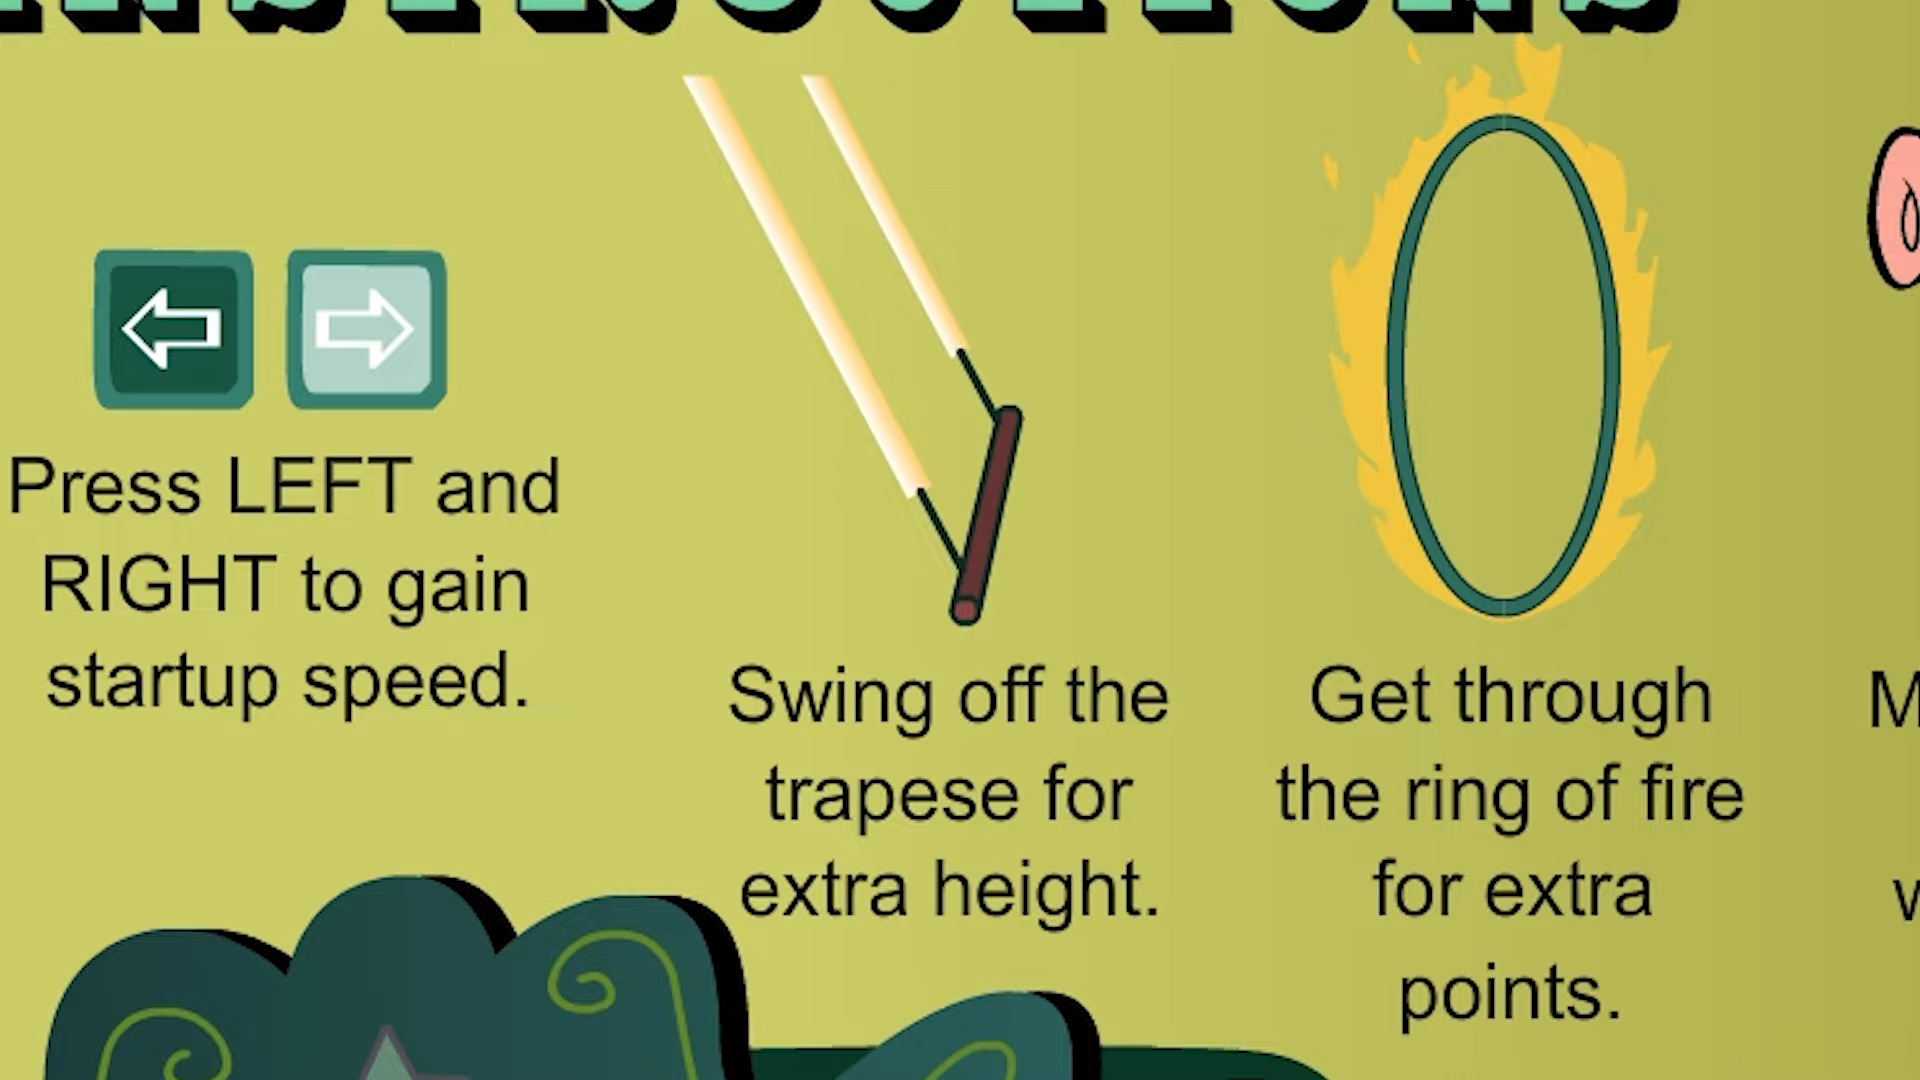 INSTRUCTIONS
Press LEFT and
RIGHT to gain
startup speed.
Swing off the
trapese for
extra height.
Get through
the ring of fire
for extra
points.